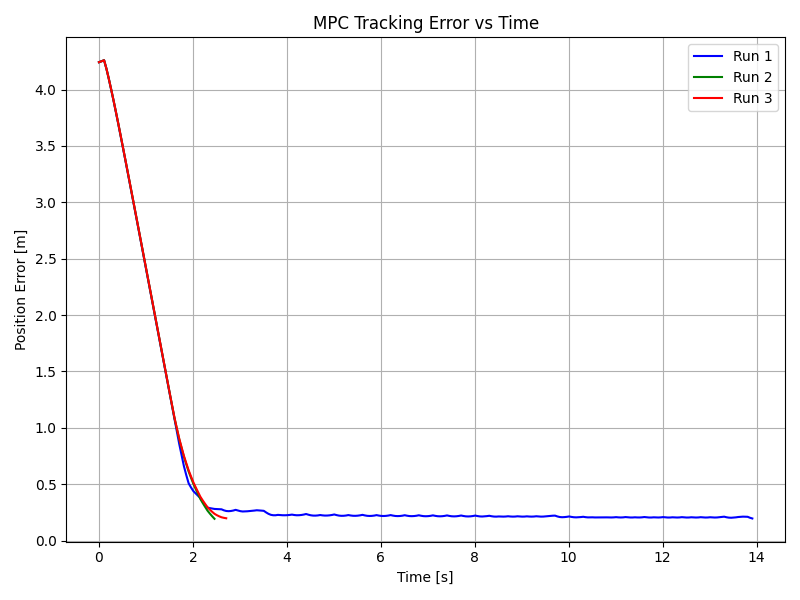 MPC Tracking Error vs Time
Run 1
Run 2
Run 3
Position Error [m]
4.0
3.5
3.0
2.5
2.0
1.5
1.0
0.5
0.0
0 2 4 6 8 10 12 14
Time [s]